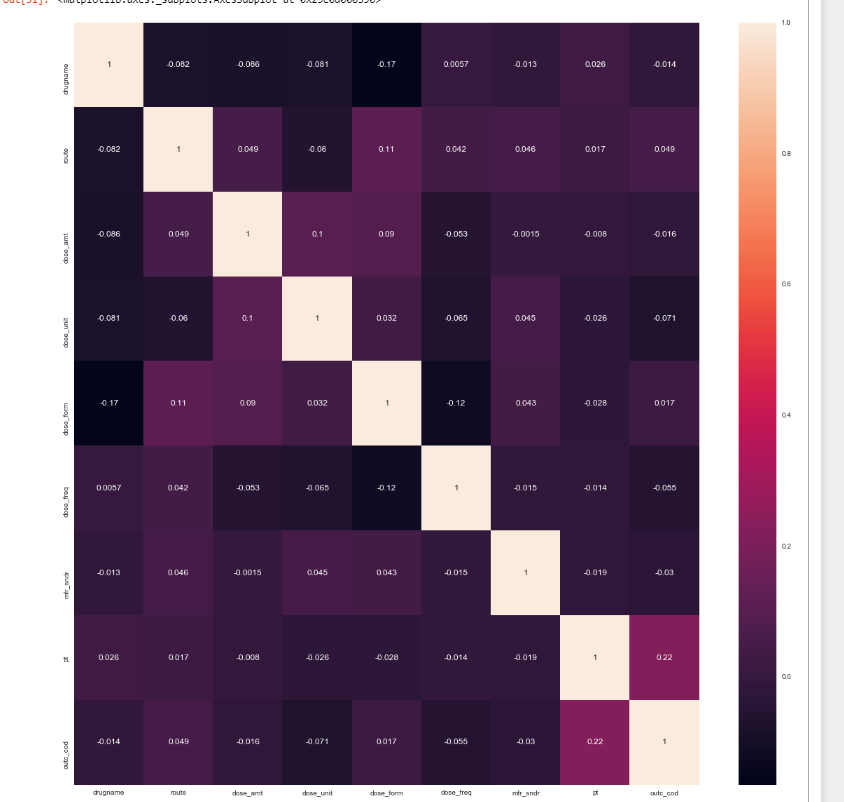 Out[51]: <matplotlib.axes._subplots.AxesSubplot at
1.0
drugname 1 -0.082 -0.086 -0.081 -0.17 0.0057 -0.013 0.026 -0.014
route -0.082 1 0.049 -0.06 0.11 0.042 0.046 0.017 0.049
0.8
dose_amt -0.086 0.049 1 0.1 0.09 -0.053 -0.0015 -0.008 -0.016
0.6
dose_unit -0.081 -0.06 0.1 1 0.032 -0.065 0.045 -0.026 -0.071
dose_form -0.17 0.11 0.09 0.032 1 -0.12 0.043 -0.028 0.017
0.4
dose_freq 0.0057 0.042 -0.053 -0.065 -0.12 1 -0.015 -0.014 -0.055
0.2
mfr_sndr -0.013 0.046 -0.0015 0.045 0.043 -0.015 1 -0.019 -0.03
pt 0.026 0.017 -0.008 -0.026 -0.028 -0.014 -0.019 1 0.22
0.0
outc_cod -0.014 0.049 -0.016 -0.071 0.017 -0.055 -0.03 0.22 1
drugname route dose_amt dose_unit dose_form dose_freq mfr_sndr pt outc_cod